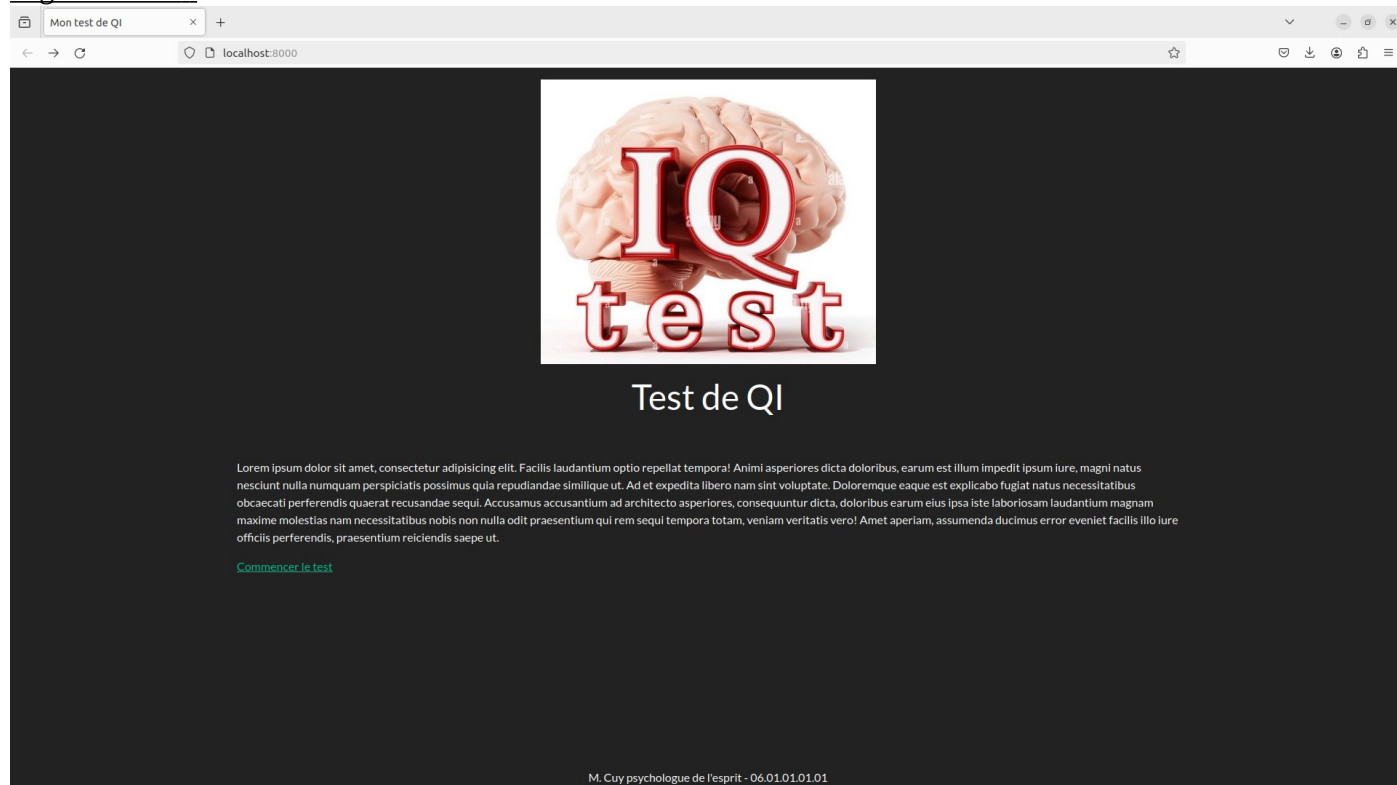 Mon test de QI
localhost:8000
IQ
test
Test de QI
Lorem ipsum dolor sit amet, consectetur adipisicing elit. Facilis laudantium optio repellat tempora! Animi asperiores dicta doloribus, earum est illum impedit ipsum iure, magni natus
nesciunt nulla numquam perspiciatis possimus quia repudiandae similique ut. Ad et expedita libero nam sint voluptate. Doloremque eaque est explicabo fugiat natus necessitatibus
obcaecati perferendis quaerat recusandae sequi. Accusamus accusantium ad architecto asperiores, consequuntur dicta, doloribus earum eius ipsa iste laboriosam laudantium magnam
maxime molestias nam necessitatibus nobis non nulla odit praesentium qui rem sequi tempora totam, veniam veritatis vero! Amet aperiam, assumenda ducimus error eveniet facilis illo iure
officiis perferendis, praesentium reiciendis saepe ut.
Commencer le test
M. Cuy psychologue de l'esprit - 06.01.01.01.01